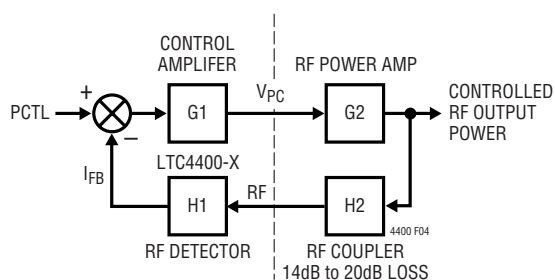 CONTROL
AMPLIFER
RF POWER AMP
CONTROLLED
RF OUTPUT
POWER
PCTL
+
–
G1
VPC
G2
LTC4400-X
IFB
H1
RF
H2
4400 F04
RF DETECTOR
RF COUPLER
14dB to 20dB LOSS